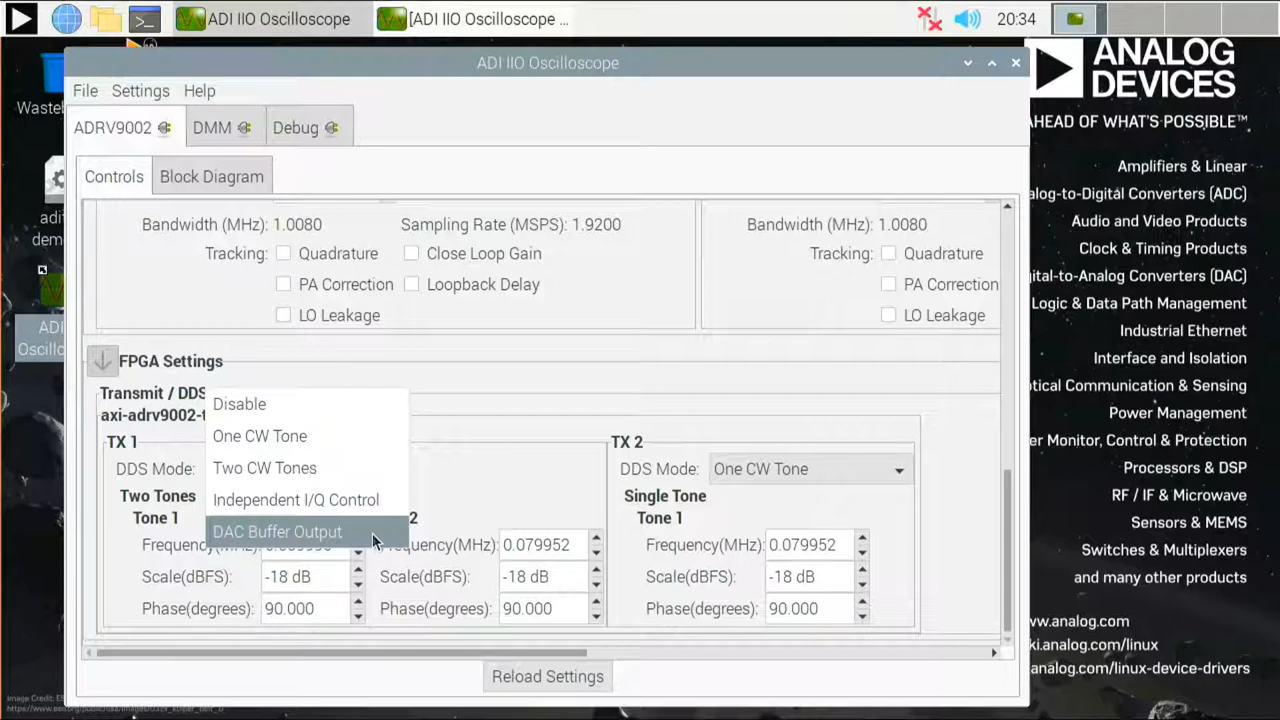 ADI IIO Oscilloscope
[ADI IIO Oscilloscope ...
20:34
ADI IIO Oscilloscope
File Settings Help
ADRV9002 DMM Debug
Controls Block Diagram
Bandwidth (MHz): 1.0080 Sampling Rate (MSPS): 1.9200 Bandwidth (MHz): 1.0080
Tracking: Quadrature Close Loop Gain Tracking: Quadrature
PA Correction Loopback Delay PA Correction
LO Leakage LO Leakage
FPGA Settings
Transmit / DDS
axi-adrv9002-t
Disable
One CW Tone
Two CW Tones
Independent I/Q Control
DAC Buffer Output
TX 1 TX 2
DDS Mode: DDS Mode: One CW Tone
Two Tones Single Tone
Tone 1 2 Tone 1
Frequency(MHz): 0.079952 Frequency(MHz): 0.079952
Scale(dBFS): -18 dB Scale(dBFS): -18 dB Scale(dBFS): -18 dB
Phase(degrees): 90.000 Phase(degrees): 90.000 Phase(degrees): 90.000
Reload Settings
Waste
adi
dem
ADI
Oscillo
ANALOG
DEVICES
AHEAD OF WHAT'S POSSIBLE™
Amplifiers & Linear
alog-to-Digital Converters (ADC)
Audio and Video Products
Clock & Timing Products
gital-to-Analog Converters (DAC)
Logic & Data Path Management
Industrial Ethernet
Interface and Isolation
ptical Communication & Sensing
Power Management
er Monitor, Control & Protection
Processors & DSP
RF / IF & Microwave
Sensors & MEMS
Switches & Multiplexers
and many other products
ww.analog.com
ki.analog.com/linux
nalog.com/linux-device-drivers